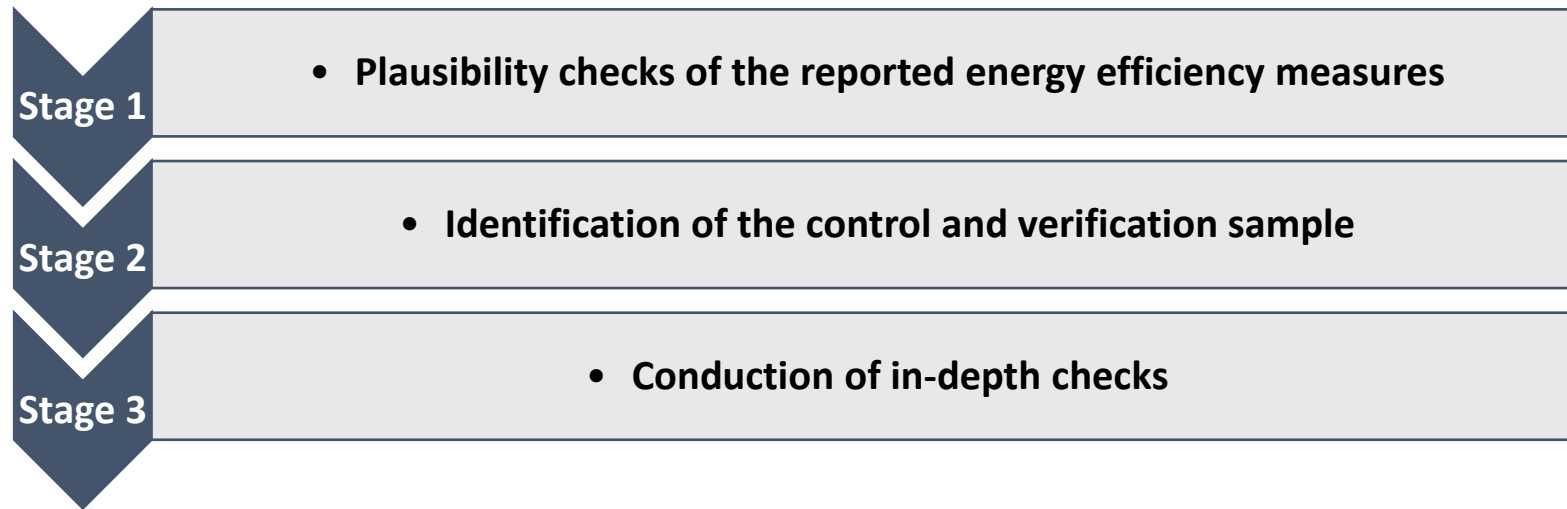 Stage 1
• Plausibility checks of the reported energy efficiency measures
Stage 2
• Identification of the control and verification sample
Stage 3
• Conduction of in-depth checks